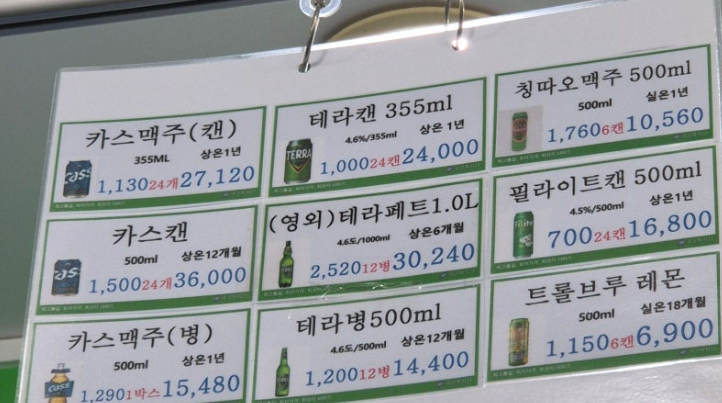 카스맥주(캔)
355ML 상온1년
1,130 24개 27,120
테라캔 355ml
4.6%/355ml 상온 1년
TERRA
1,000 24캔 24,000
칭따오맥주 500ml
500ml 실온1년
1,760 6캔 10,560
카스캔
500ml 상온12개월
1,500 24개 36,000
(영외)테라페트1.0L
4.6도/1000ml 상온6개월
2,520 12병 30,240
필라이트캔 500ml
4.5%/500ml 상온1년
700 24캔 16,800
카스맥주(병)
500ml 상온1년
cass
1,290 1박스 15,480
테라병500ml
4.6도/500ml 상온12개월
1,200 12병 14,400
트롤브루 레몬
500ml 실온18개월
1,150 6캔 6,900